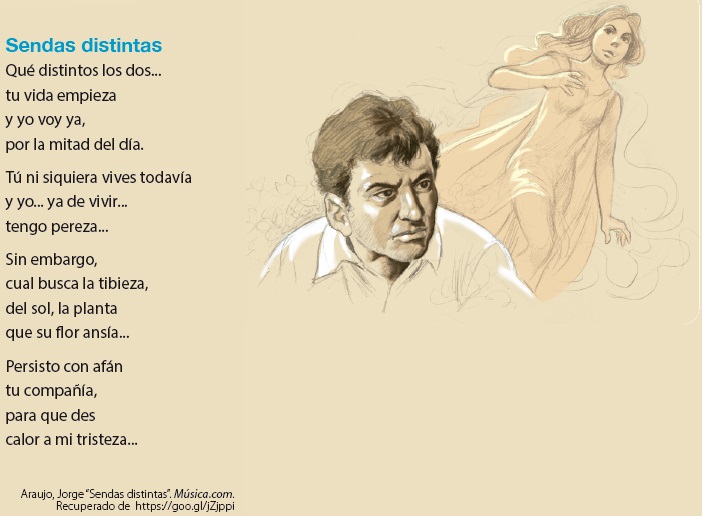 Sendas distintas
Qué distintos los dos...
tu vida empieza
y yo voy ya,
por la mitad del día.
Tú ni siquiera vives todavía
y yo... ya de vivir...
tengo pereza...
Sin embargo,
cual busca la tibieza,
del sol, la planta
que su flor ansía...
Persisto con afán
tu compañía,
para que des
calor a mi tristeza...
Araujo, Jorge “Sendas distintas”. Música.com.
Recuperado de https://goo.gl/jZjppi